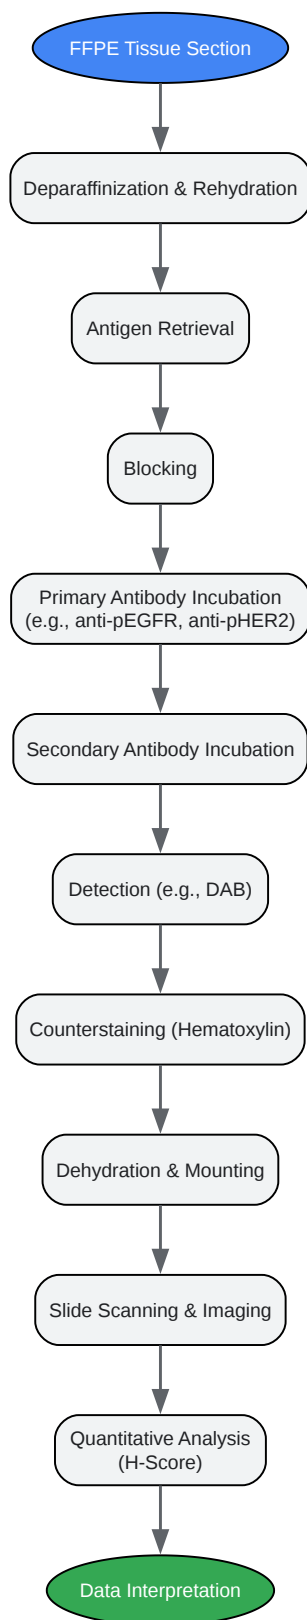 FFPE Tissue Section
Deparaffinization & Rehydration
Antigen Retrieval
Blocking
Primary Antibody Incubation
(e.g., anti-pEGFR, anti-pHER2)
Secondary Antibody Incubation
Detection (e.g., DAB)
Counterstaining (Hematoxylin)
Dehydration & Mounting
Slide Scanning & Imaging
Quantitative Analysis
(H-Score)
Data Interpretation